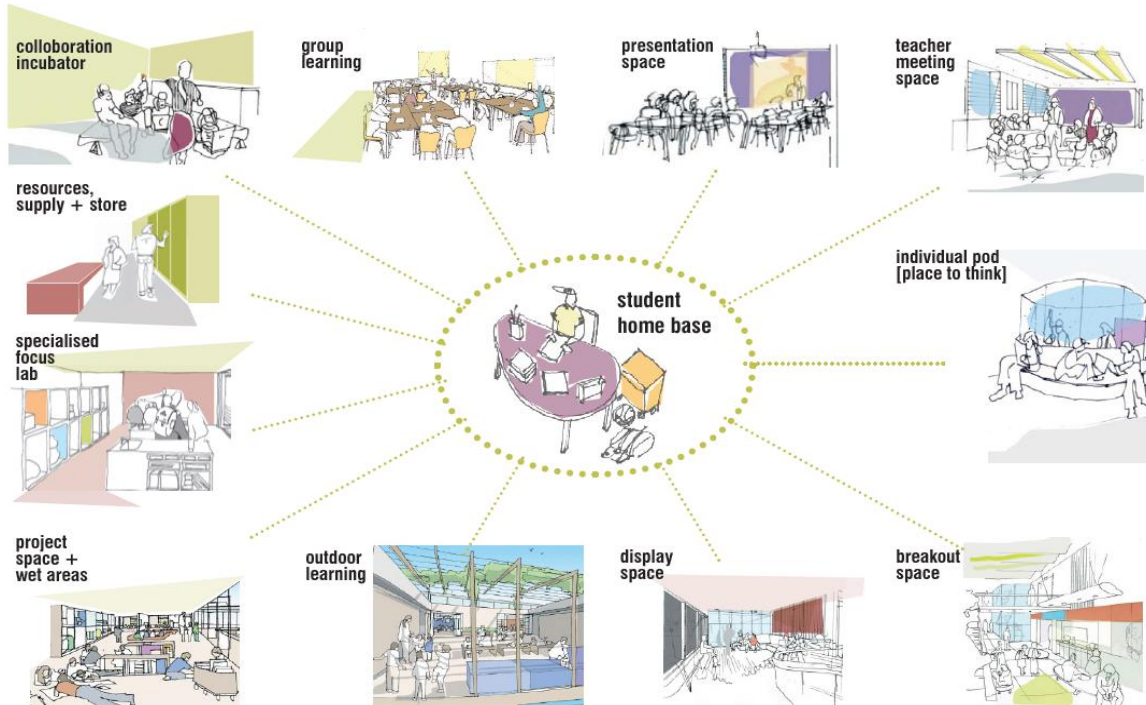 colloboration
incubator
group
learning
presentation
space
teacher
meeting
space
resources,
supply + store
individual pod
[place to think]
student
home base
specialised
focus
lab
project
space +
wet areas
outdoor
learning
display
space
breakout
space